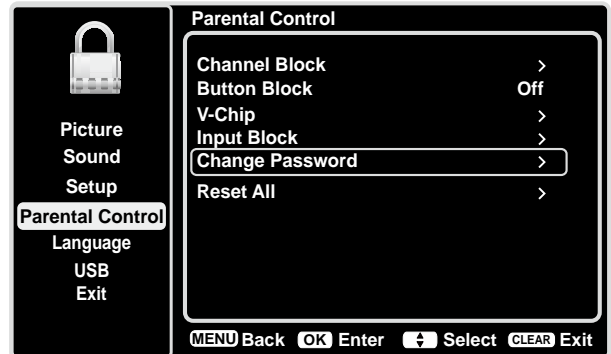 Parental Control
Channel Block >
Button Block Off
V-Chip >
Input Block >
Change Password >
Reset All >
Picture
Sound
Setup
Parental Control
Language
USB
Exit
MENU Back OK Enter Select CLEAR Exit